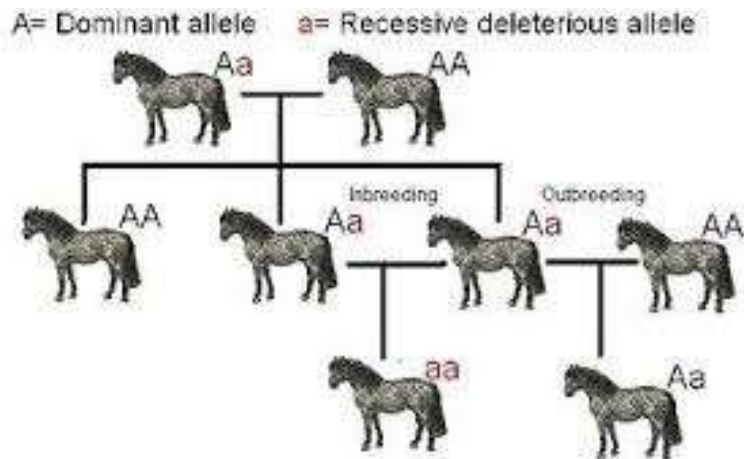 A= Dominant allele a= Recessive deleterious allele
Aa AA
Inbreeding Outbreeding
AA Aa Aa AA
aa Aa